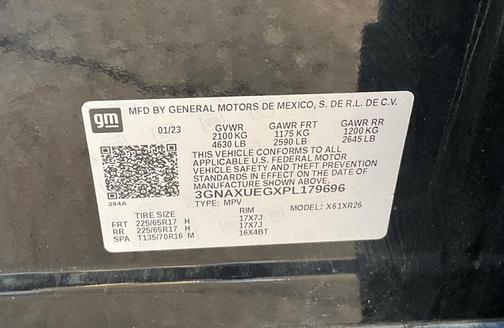 gm MFD BY GENERAL MOTORS DE MEXICO, S. DE R.L. DE C.V.
01/23 GVWR GAWR FRT GAWR RR
2100 KG 1175 KG 1200 KG
4630 LB 2590 LB 2645 LB
THIS VEHICLE CONFORMS TO ALL
APPLICABLE U.S. FEDERAL MOTOR
VEHICLE SAFETY AND THEFT PREVENTION
STANDARDS IN EFFECT ON THE DATE OF
MANUFACTURE SHOWN ABOVE.
384A 3GNAXUEGXPL179696
TYPE: MPV MODEL: X61XR26
TIRE SIZE RIM
FRT 225/65R17 H 17X7J
RR 225/65R17 H 17X7J
SPA T135/70R16 M 16X4BT